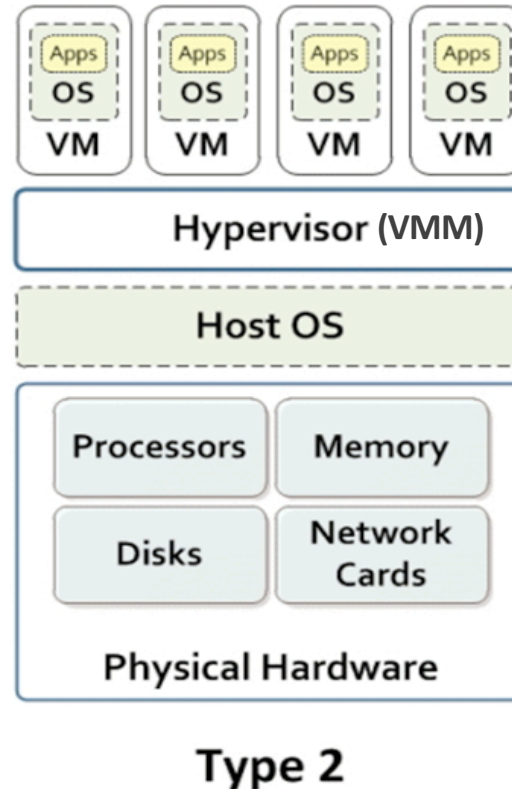 Apps Apps Apps Apps
OS OS OS OS
VM VM VM VM
Hypervisor (VMM)
Host OS
Processors Memory
Disks Network
Cards
Physical Hardware
Type 2